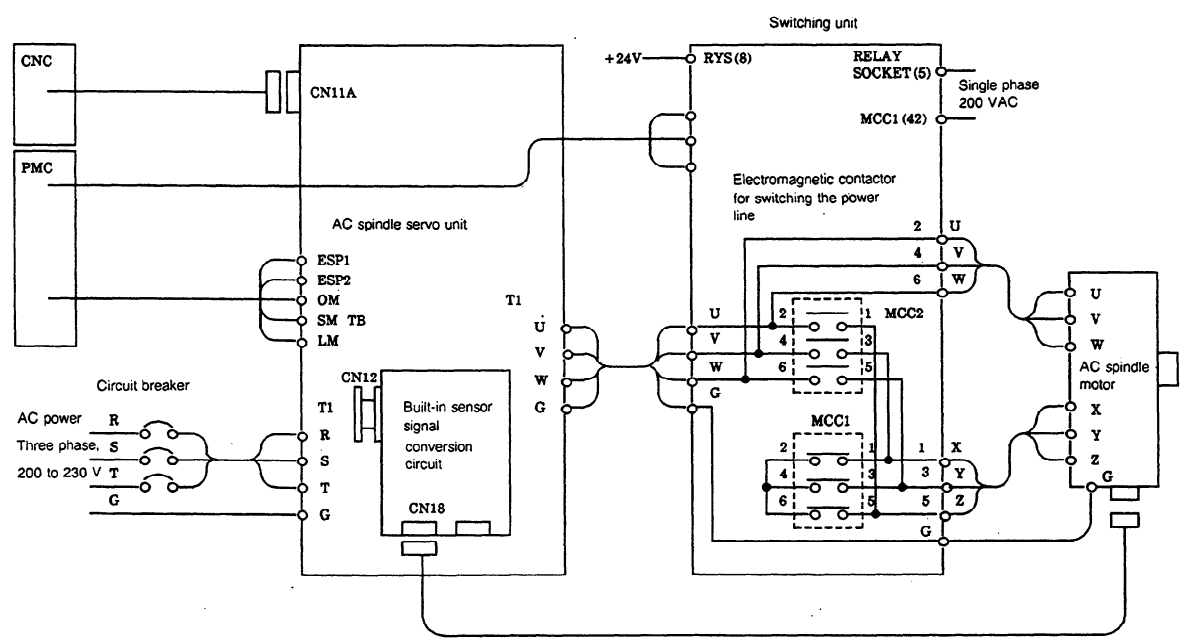 Switching unit
CNC
CN11A
+24V
RYS (8)
RELAY
SOCKET (5)
Single phase
200 VAC
MCC1 (42)
PMC
Electromagnetic contactor
for switching the power
line
AC spindle servo unit
2 U
4 V
6 W
ESP1
ESP2
OM
SM TB
LM
T1
U
V
W
G
U
V
W
G
2 1 MCC2
4 3
6 5
U
V
W
AC spindle
motor
X
Y
Z
G
Circuit breaker
AC power
Three phase,
200 to 230 V
R
S
T
G
T1
R
S
T
G
CN12
Built-in sensor
signal
conversion
circuit
CN18
MCC1
2 1 1 X
4 3 3 Y
6 5 5 Z
G